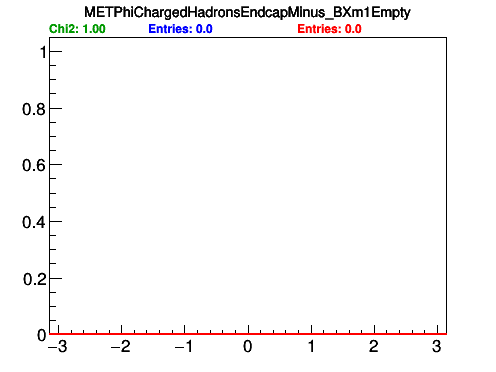 METPhiChargedHadronsEndcapMinus_BXm1Empty
Chi2: 1.00 Entries: 0.0 Entries: 0.0
1
0.8
0.6
0.4
0.2
0
−3 −2 −1 0 1 2 3